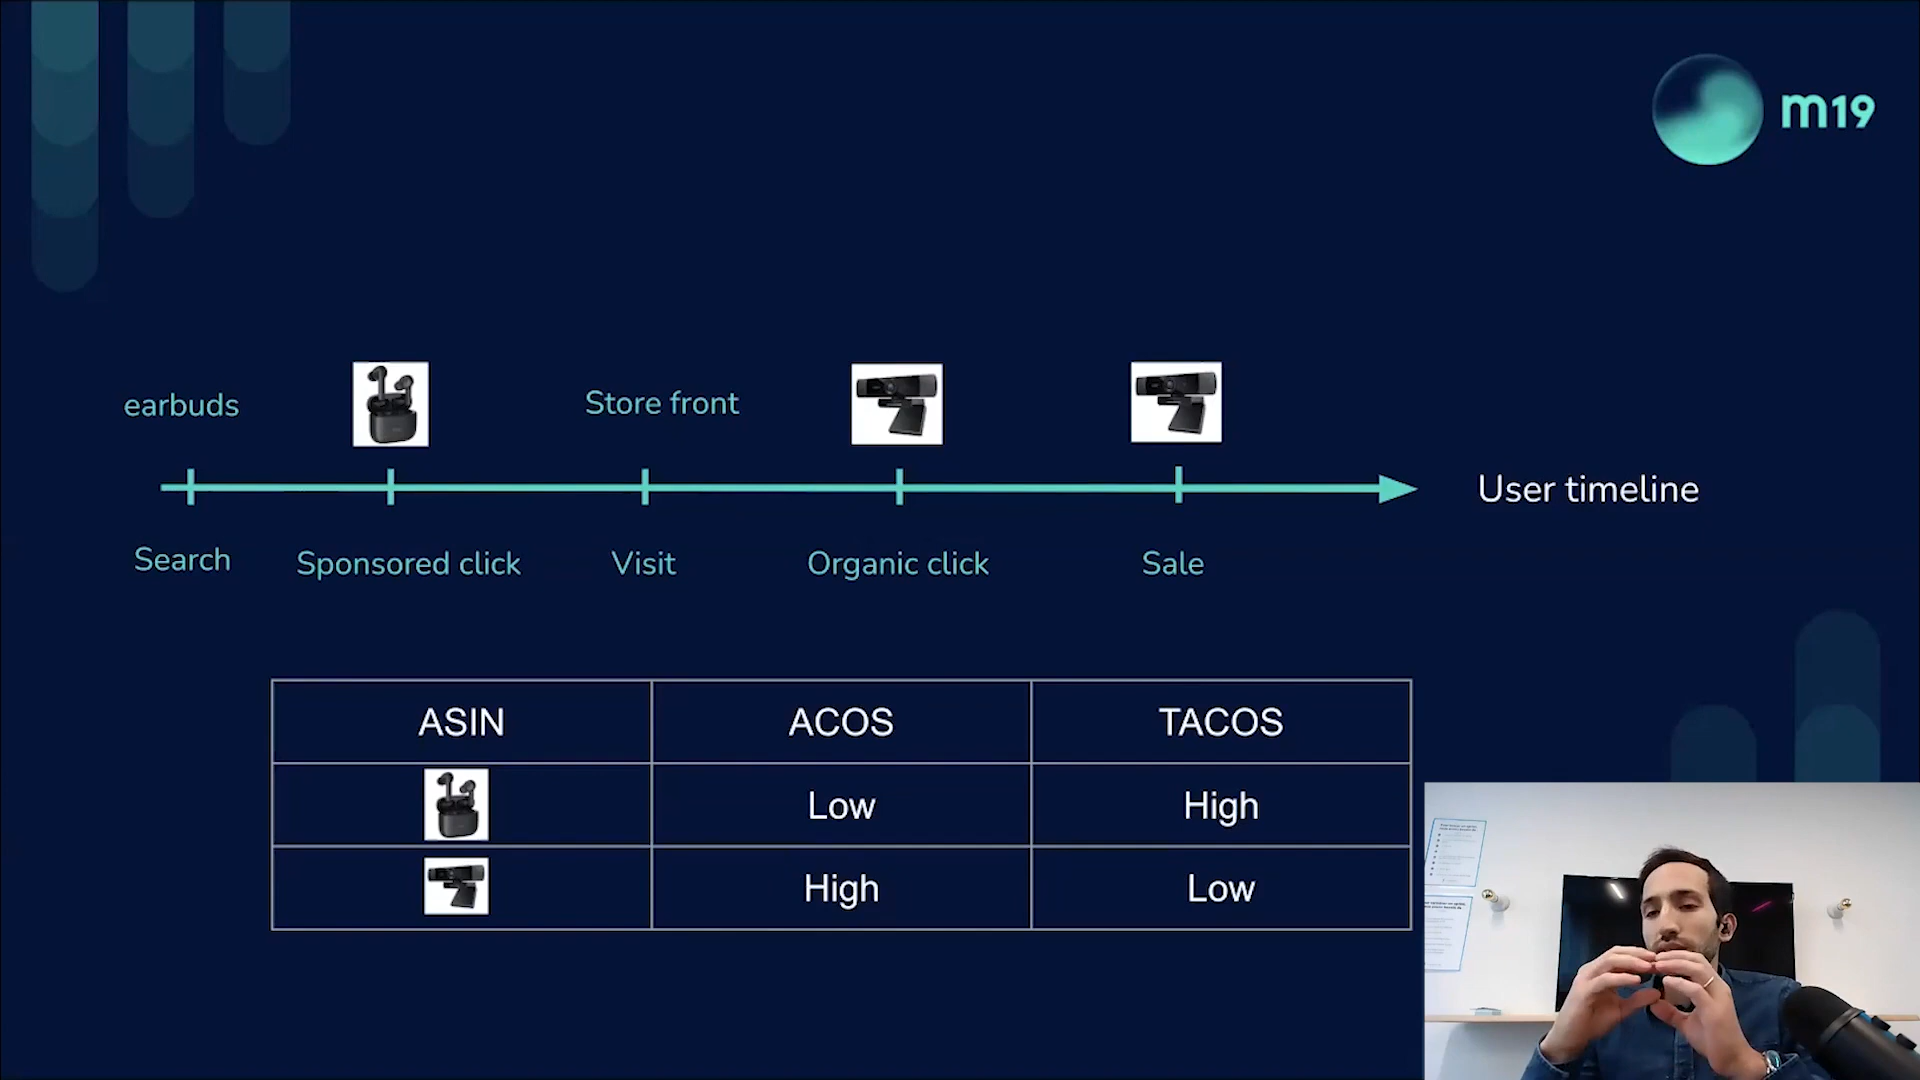 m19
earbuds
Store front
User timeline
Search
Sponsored click
Visit
Organic click
Sale
ASIN ACOS TACOS
Low High
High Low